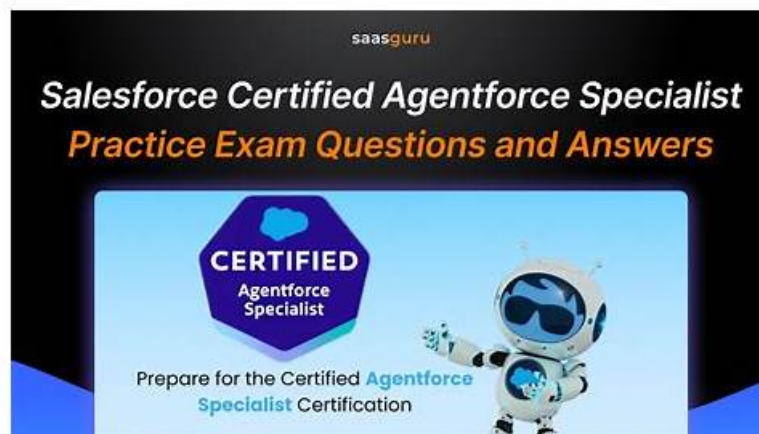 saasguru
Salesforce Certified Agentforce Specialist
Practice Exam Questions and Answers
CERTIFIED
Agentforce
Specialist
Prepare for the Certified Agentforce
Specialist Certification